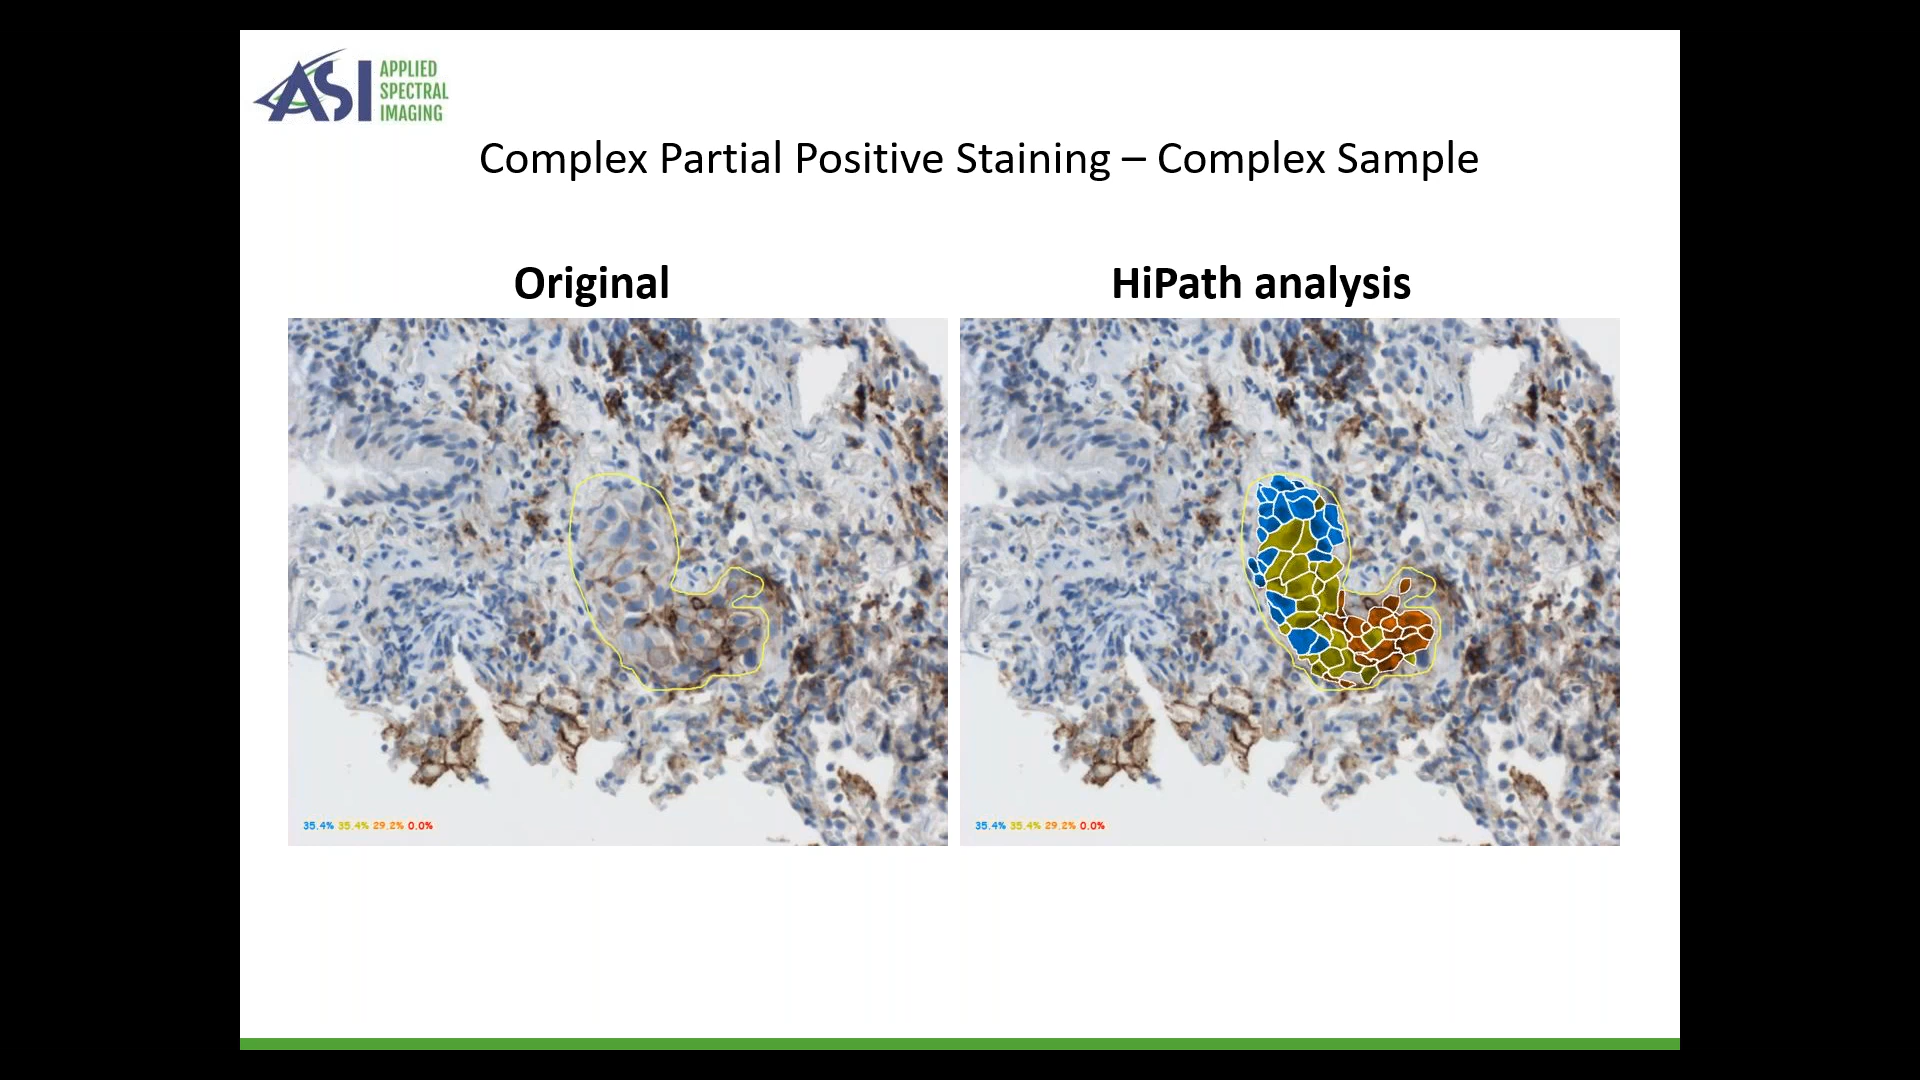 ASI APPLIED
SPECTRAL
IMAGING
Complex Partial Positive Staining – Complex Sample
Original
HiPath analysis
35.4% 35.4% 29.2% 0.0%
35.4% 35.4% 29.2% 0.0%